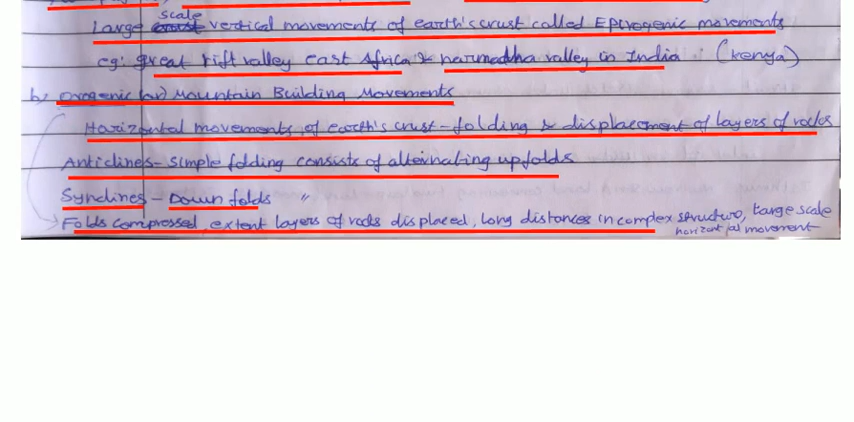 scale
Large vertical movements of earth's crust called Epirogenic movements
eg: great rift valley East Africa & narmadha valley in India (kenya)
b) Orogenic (or) Mountain Building Movements
Horizontal movements of earth's crust - folding & displacment of layers of rocks
Anticlines - simple folding consists of alternating upfolds
Synclines - Down folds "
Folds compressed, extent layers of rocks displaced, long distances in complex structure, large scale
horizontal movement